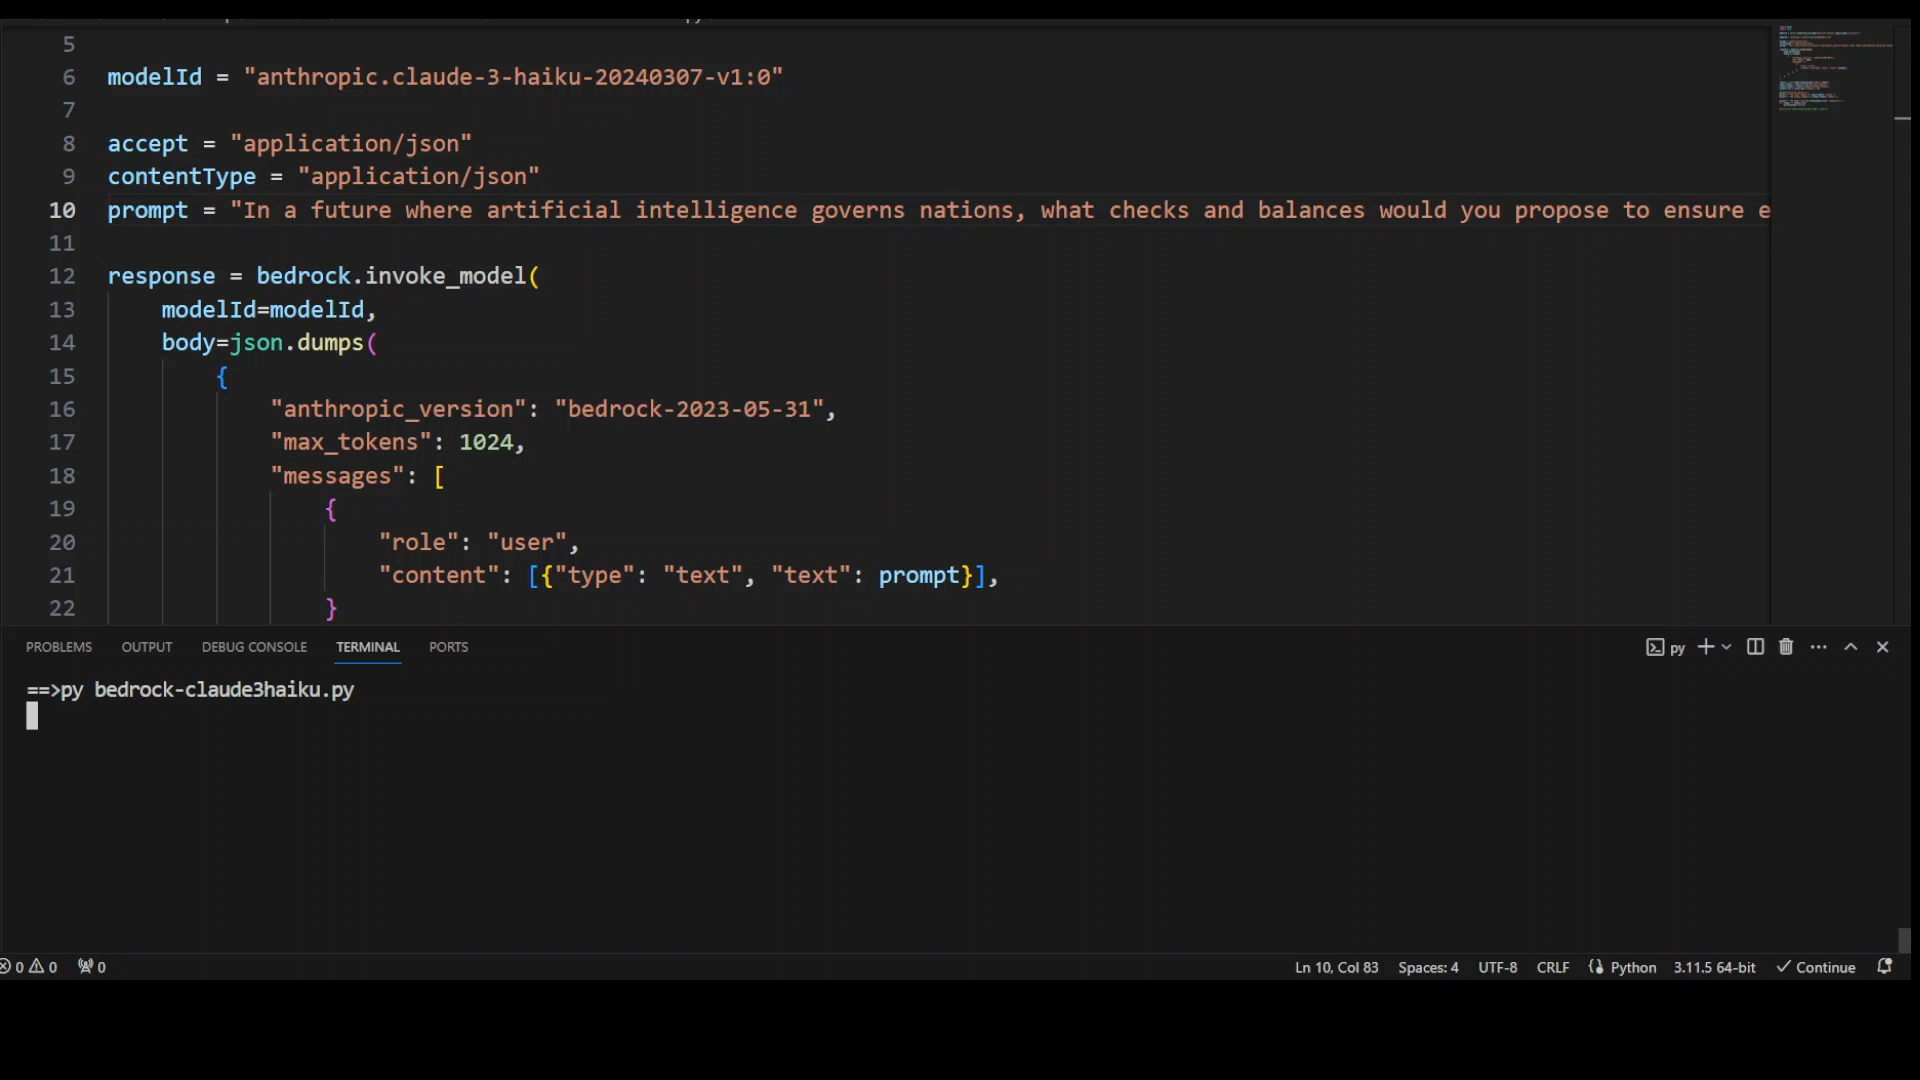 5
6 modelId = "anthropic.claude-3-haiku-20240307-v1:0"
7
8 accept = "application/json"
9 contentType = "application/json"
10 prompt = "In a future where artificial intelligence governs nations, what checks and balances would you propose to ensure e
11
12 response = bedrock.invoke_model(
13 modelId=modelId,
14 body=json.dumps(
15 {
16 "anthropic_version": "bedrock-2023-05-31",
17 "max_tokens": 1024,
18 "messages": [
19 {
20 "role": "user",
21 "content": [{"type": "text", "text": prompt}],
22 }
PROBLEMS OUTPUT DEBUG CONSOLE TERMINAL PORTS py
==>py bedrock-claude3haiku.py
0 0 0 Ln 10, Col 83 Spaces: 4 UTF-8 CRLF Python 3.11.5 64-bit Continue